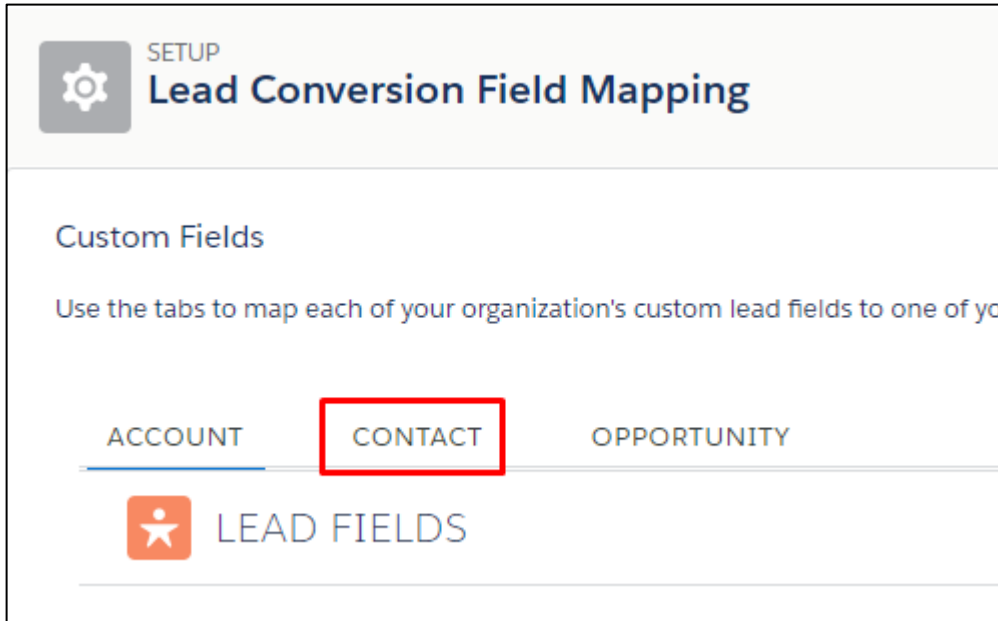 SETUP
Lead Conversion Field Mapping
Custom Fields
Use the tabs to map each of your organization's custom lead fields to one of
ACCOUNT CONTACT OPPORTUNITY
LEAD FIELDS